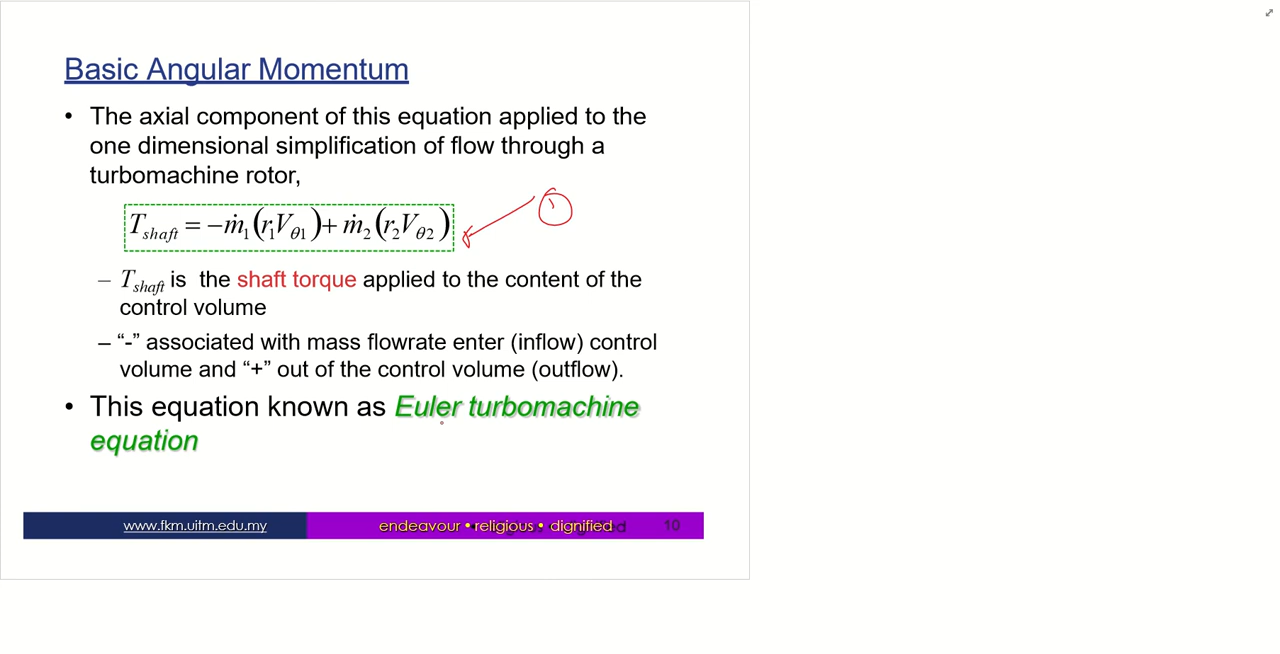 Basic Angular Momentum
• The axial component of this equation applied to the
one dimensional simplification of flow through a
turbomachine rotor,
T_shaft = −ṁ₁(r₁V_θ1) + ṁ₂(r₂V_θ2)
– T_shaft is the shaft torque applied to the content of the
control volume
– “-” associated with mass flowrate enter (inflow) control
volume and “+” out of the control volume (outflow).
• This equation known as Euler turbomachine
equation
www.fkm.uitm.edu.my endeavour • religious • dignified 10